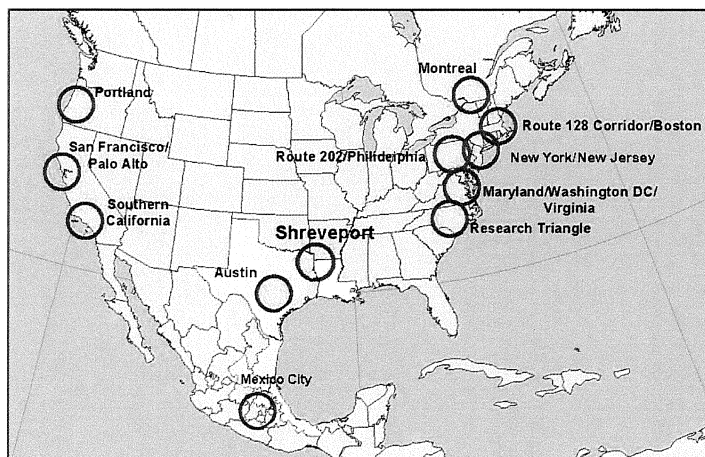 Montreal
Portland
Route 128 Corridor/Boston
San Francisco/
Palo Alto
Route 202/Philideiphia
New York/New Jersey
Southern
California
Maryland/Washington DC/
Virginia
Shreveport
Research Triangle
Austin
Mexico City